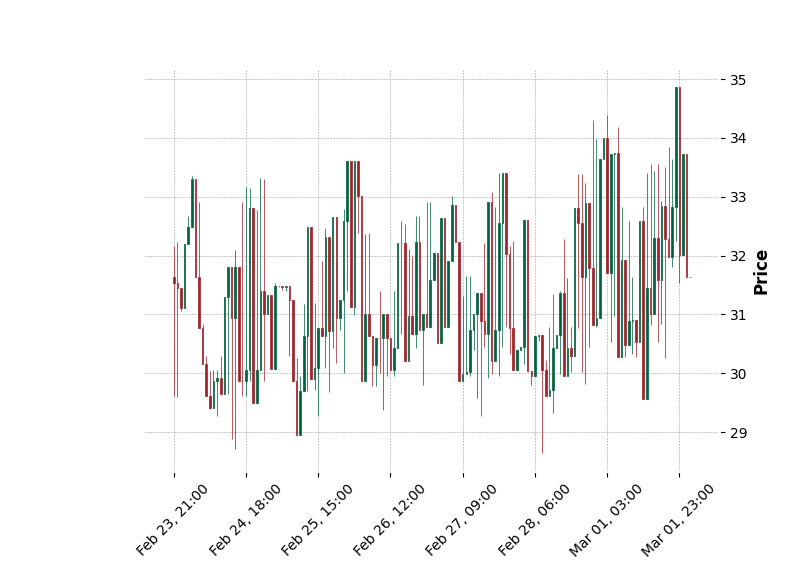 35
34
33
32
31
30
29
Price
Feb 23, 21:00
Feb 24, 18:00
Feb 25, 15:00
Feb 26, 12:00
Feb 27, 09:00
Feb 28, 06:00
Mar 01, 03:00
Mar 01, 23:00